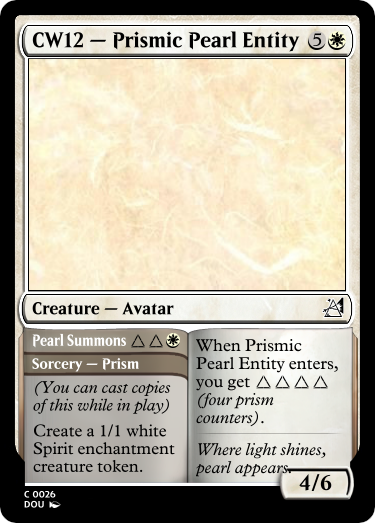 CW12 — Prismic Pearl Entity 5
Creature — Avatar
Pearl Summons △ △
Sorcery — Prism
(You can cast copies
of this while in play)
Create a 1/1 white
Spirit enchantment
creature token.
When Prismic
Pearl Entity enters,
you get △ △ △ △
(four prism
counters).
Where light shines,
pearl appears.
4/6
C 0026
DOU